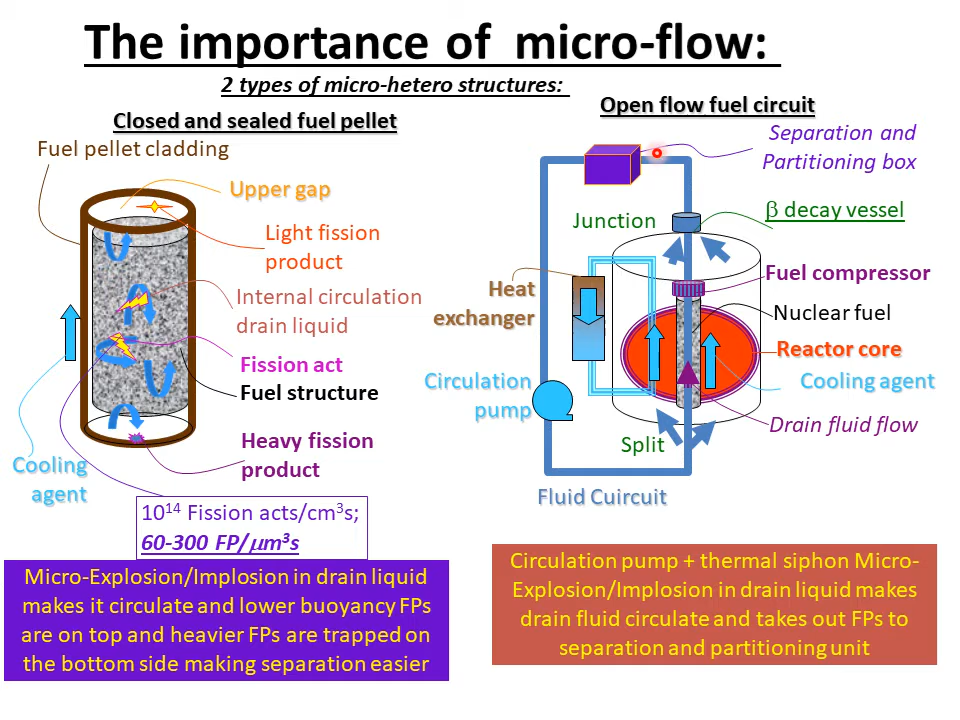 The importance of micro-flow:
2 types of micro-hetero structures:
Closed and sealed fuel pellet
Fuel pellet cladding
Upper gap
Light fission
product
Internal circulation
drain liquid
Fission act
Fuel structure
Heavy fission
product
Cooling
agent
10¹⁴ Fission acts/cm³s;
60-300 FP/μm³s
Micro-Explosion/Implosion in drain liquid
makes it circulate and lower buoyancy FPs
are on top and heavier FPs are trapped on
the bottom side making separation easier
Open flow fuel circuit
Separation and
Partitioning box
Junction
β decay vessel
Heat
exchanger
Fuel compressor
Nuclear fuel
Reactor core
Circulation
pump
Cooling agent
Drain fluid flow
Split
Fluid Cuircuit
Circulation pump + thermal siphon Micro-
Explosion/Implosion in drain liquid makes
drain fluid circulate and takes out FPs to
separation and partitioning unit